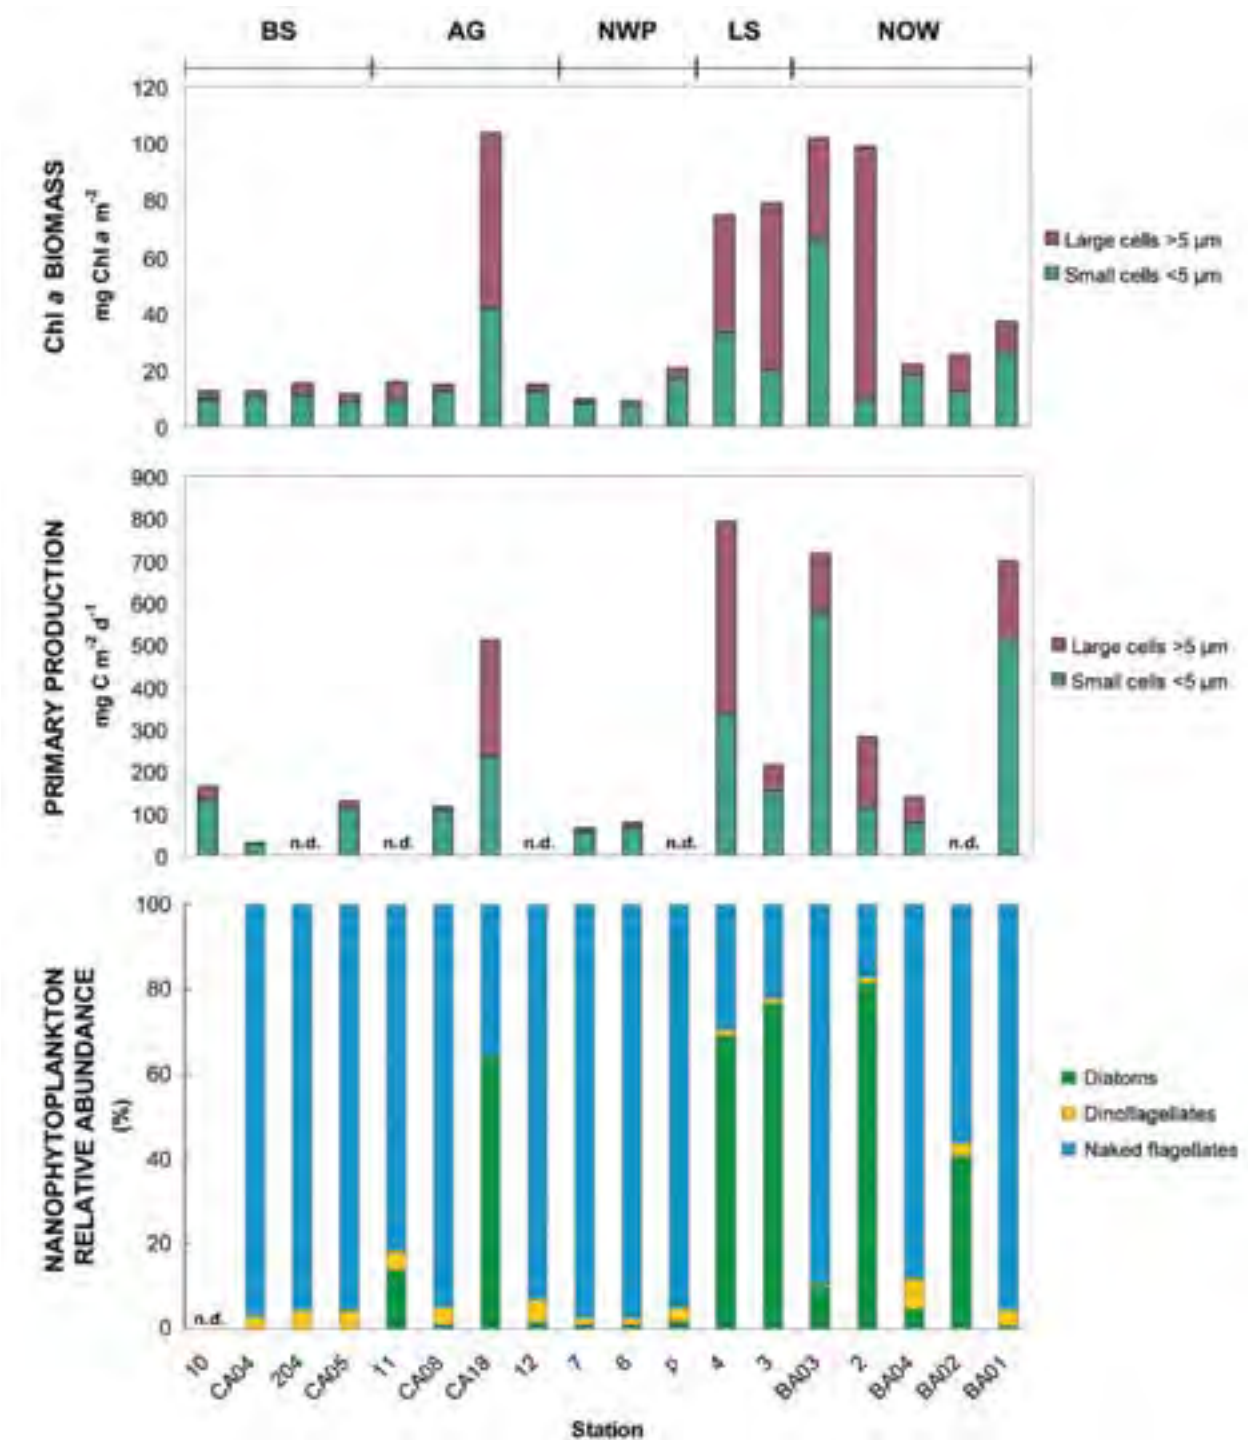 BS AG NWP LS NOW
120
100
80
60
40
20
0
Chl a BIOMASS
mg Chl a m-2
Large cells >5 µm
Small cells <5 µm
900
800
700
600
500
400
300
200
100
0
PRIMARY PRODUCTION
mg C m-2 d-1
n.d. n.d. n.d. n.d. n.d.
Large cells >5 µm
Small cells <5 µm
100
80
60
40
20
0
NANOPHYTOPLANKTON
RELATIVE ABUNDANCE
(%)
n.d.
Diatoms
Dinoflagellates
Naked flagellates
10 CA04 204 CA05 11 CA08 CA18 12 7 6 p 4 3 BA03 2 BA04 BA02 BA01
Station